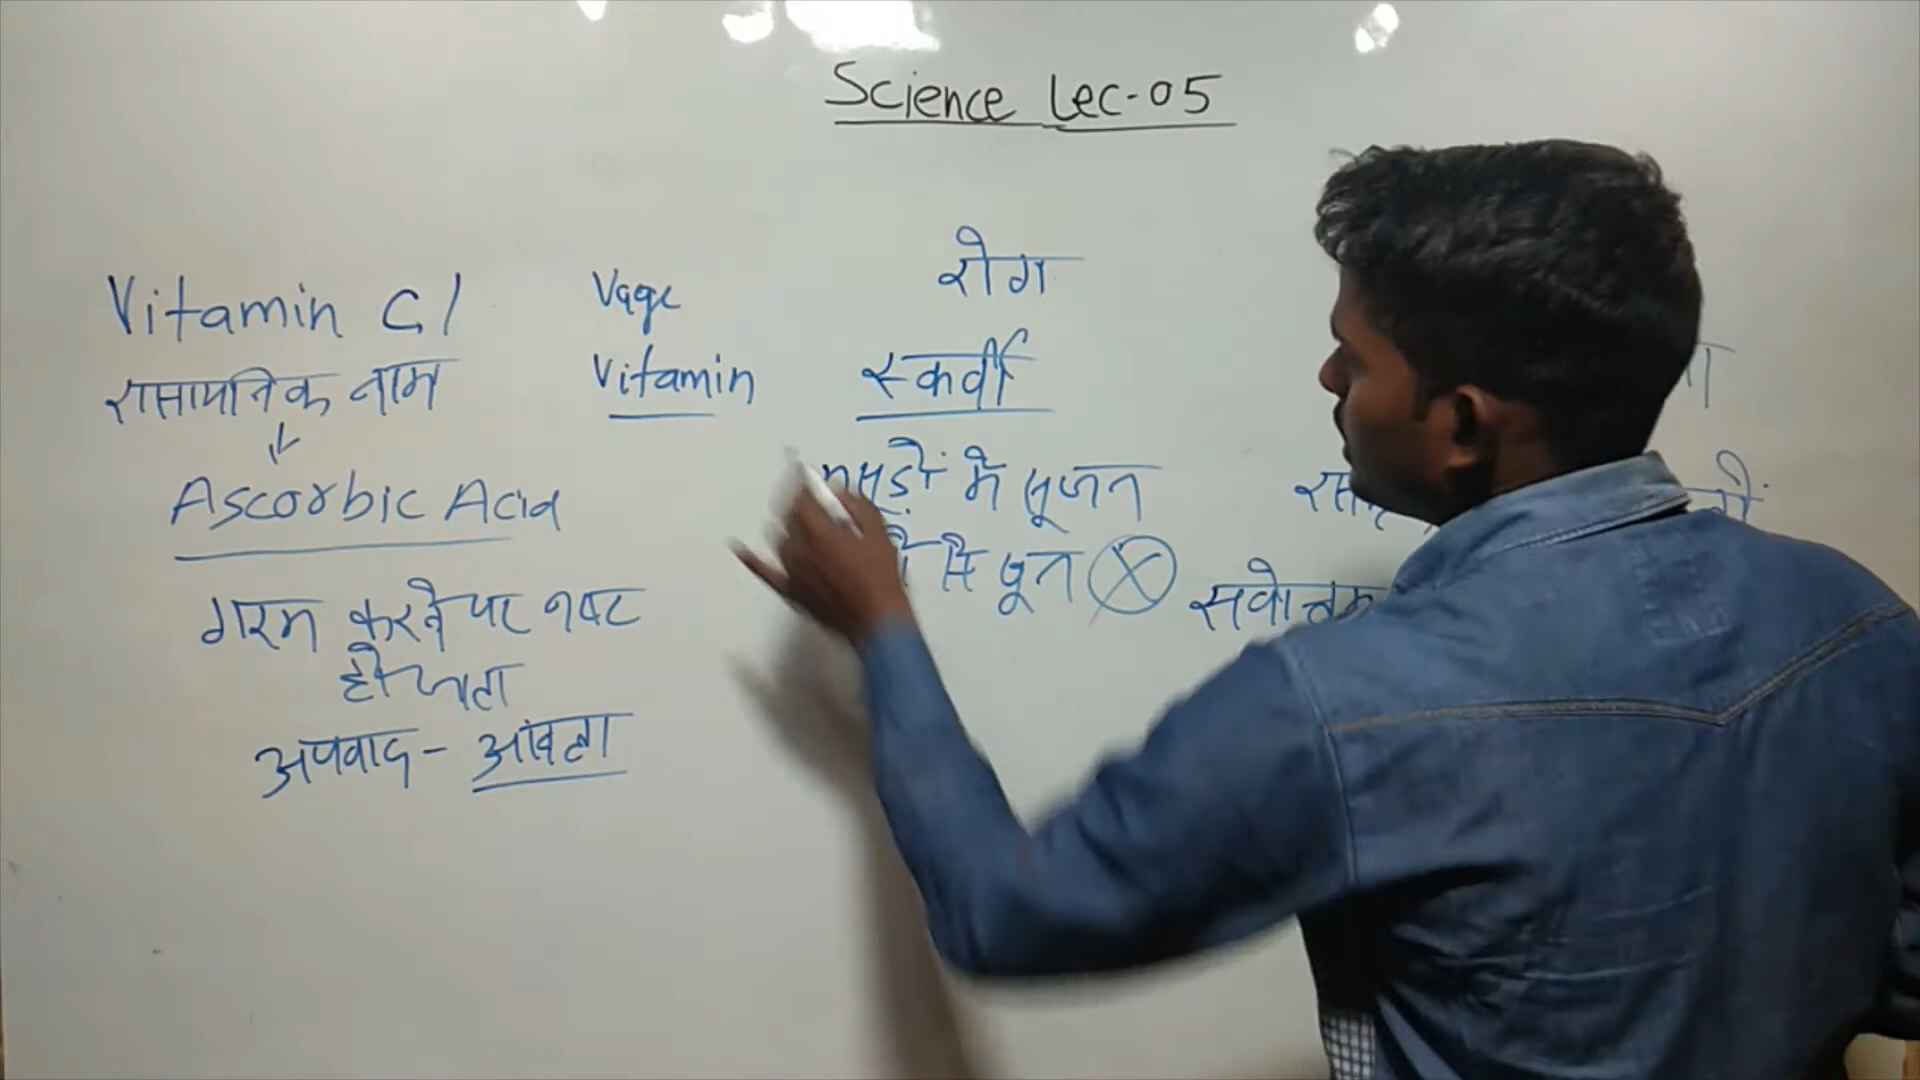 Science Lec-05
Vitamin C/
रासायनिक नाम
Ascorbic Acid
गरम करने पर नष्ट
हो जाता
अपवाद - आंवला
Vage
Vitamin
रोग
स्कर्वी
मसूड़ों में सूजन
से खून
सर्वोत्तम